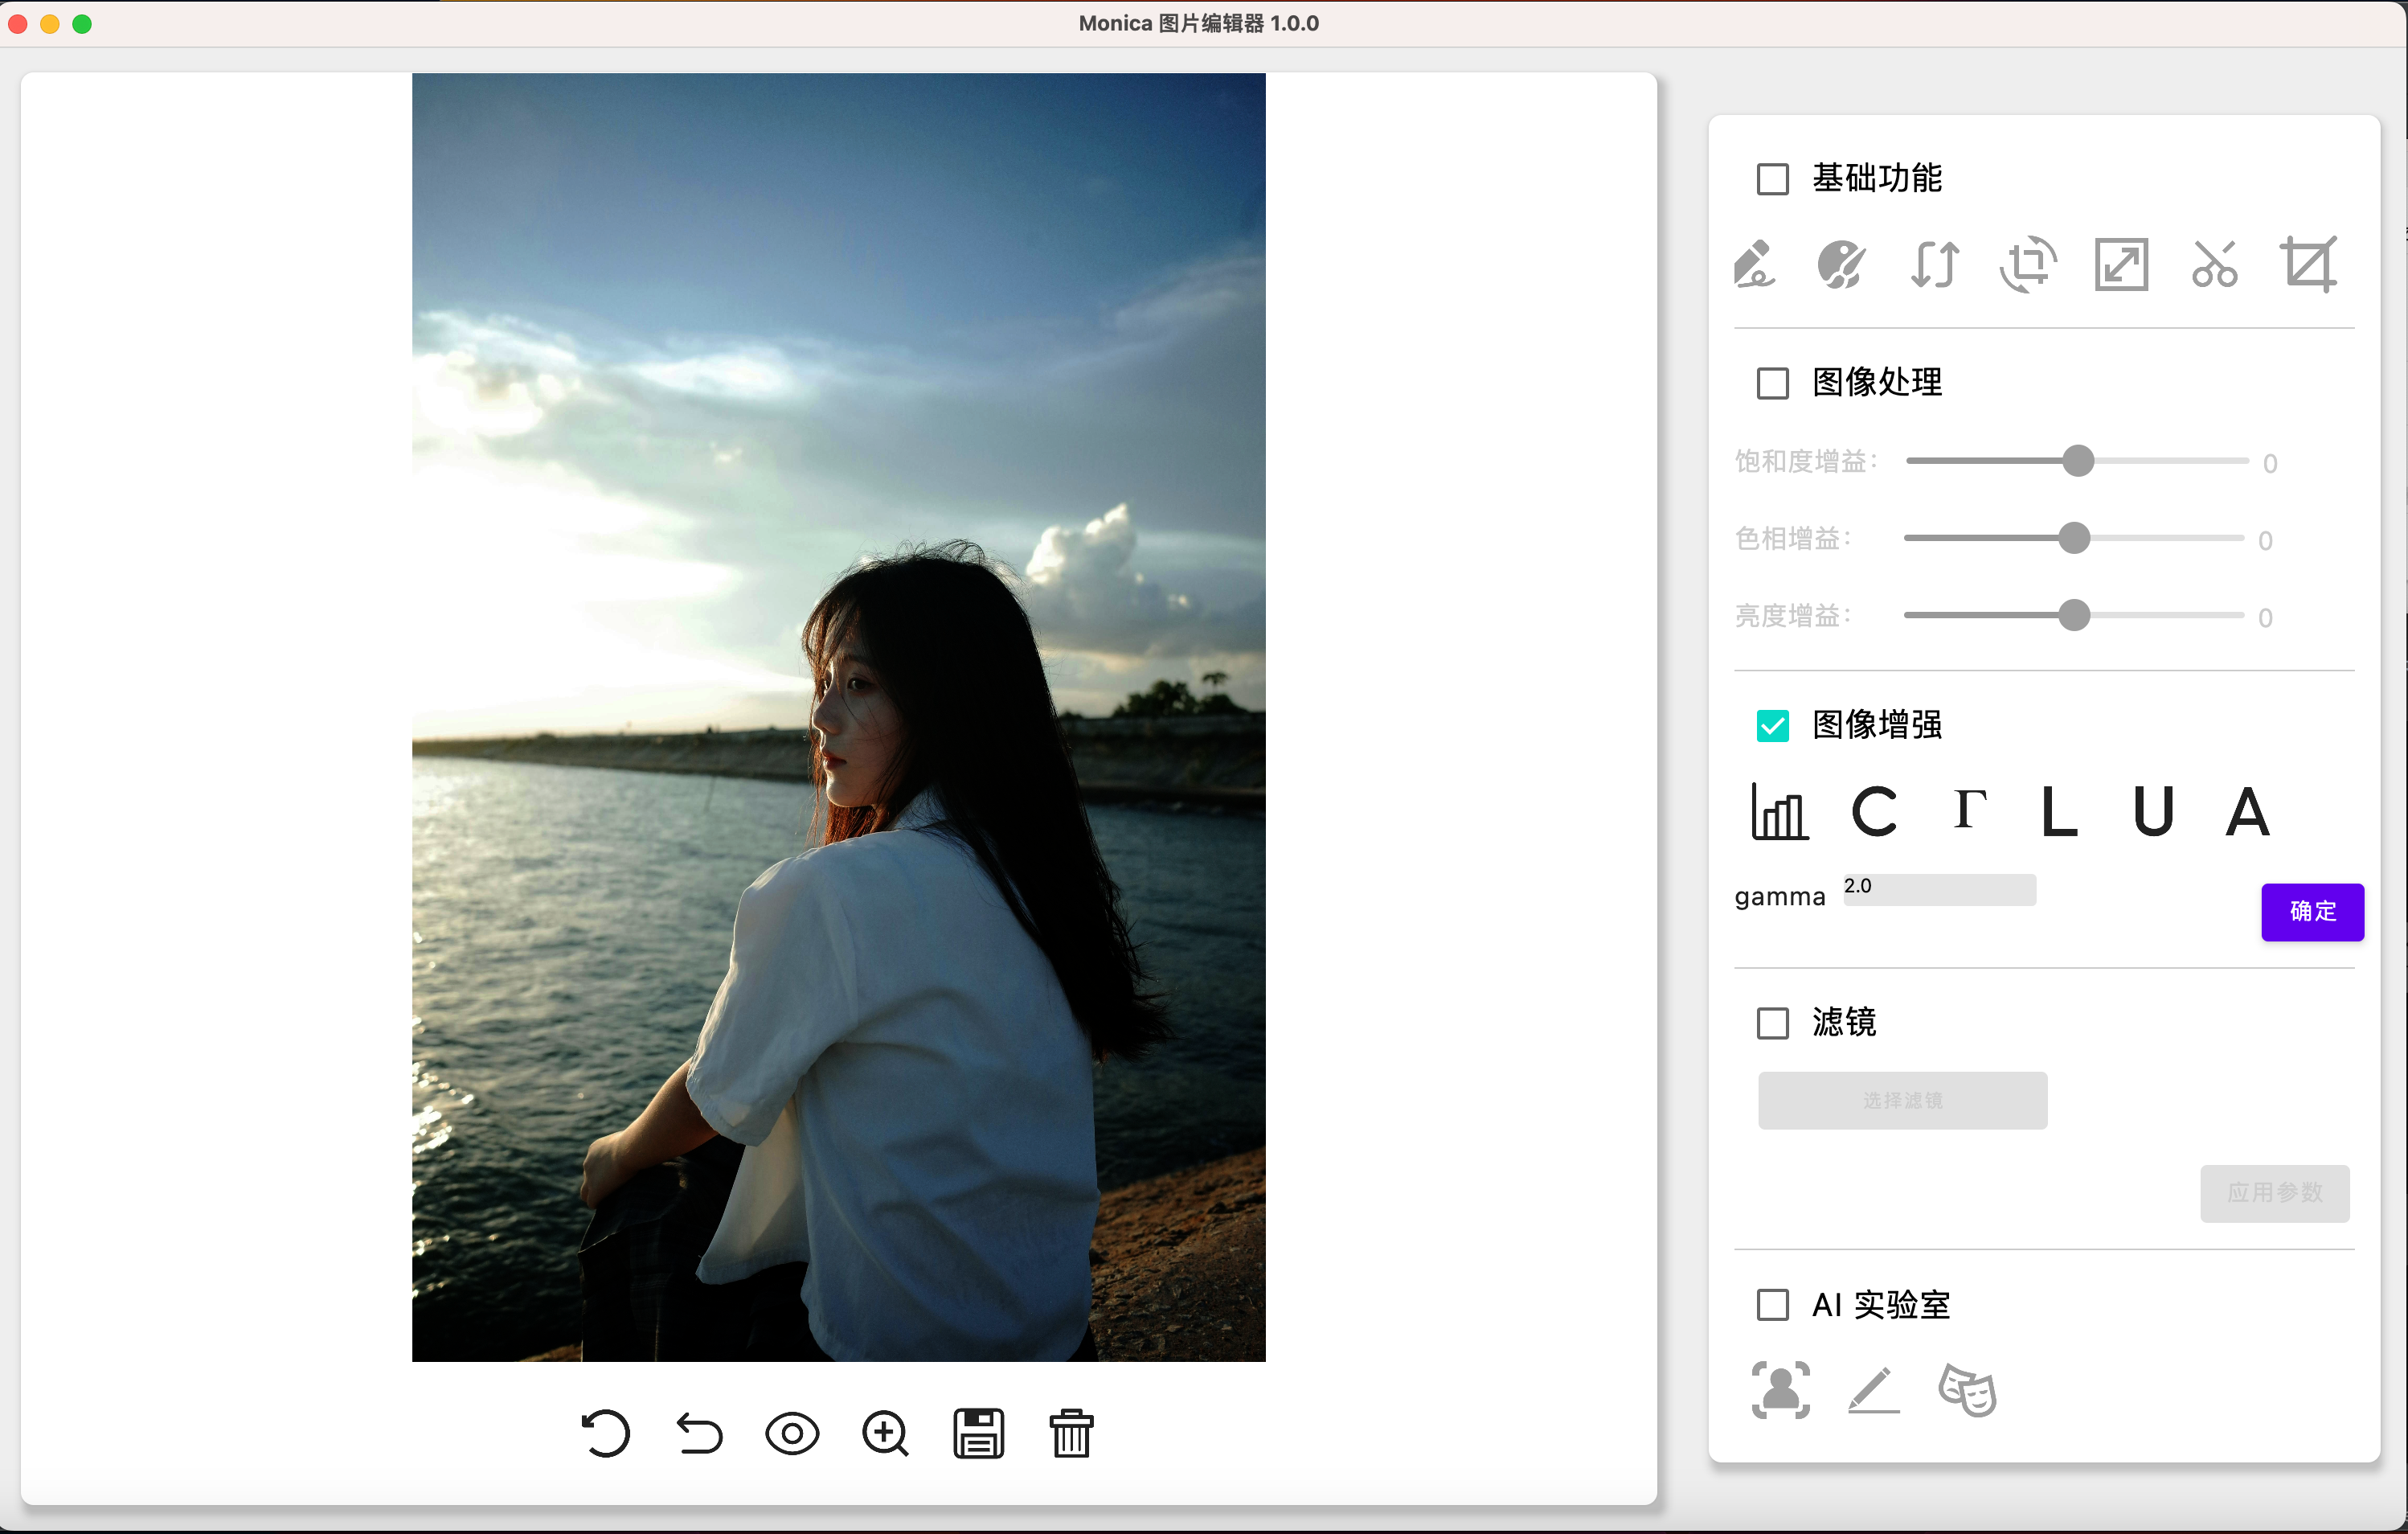 Monica 图片编辑器 1.0.0
基础功能
图像处理
饱和度增益: 0
色相增益: 0
亮度增益: 0
图像增强
C Γ L U A
gamma 2.0
确定
滤镜
选择滤镜
应用参数
AI 实验室